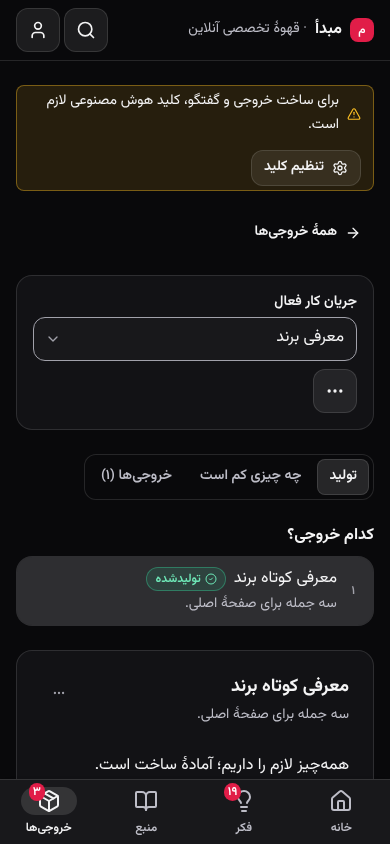 م
مبدأ · قهوهٔ تخصصی آنلاین
برای ساخت خروجی و گفتگو، کلید هوش مصنوعی لازم
است.
تنظیم کلید
همهٔ خروجی‌ها
جریان کار فعال
معرفی برند
تولید
چه چیزی کم است
خروجی‌ها (۱)
کدام خروجی؟
۱
معرفی کوتاه برند
تولیدشده
سه جمله برای صفحهٔ اصلی.
معرفی کوتاه برند
سه جمله برای صفحهٔ اصلی.
همه‌چیز لازم را داریم؛ آمادهٔ ساخت است.
خانه
۱۹
فکر
منبع
۳
خروجی‌ها